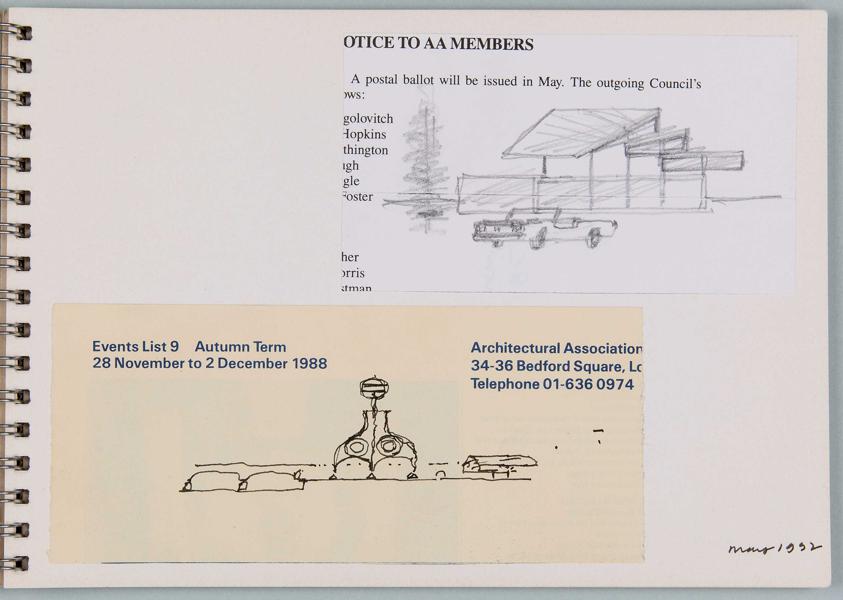 OTICE TO AA MEMBERS
A postal ballot will be issued in May. The outgoing Council's
ows:
golovitch
Hopkins
thington
ugh
gle
Foster
her
orris
stman
Events List 9 Autumn Term
28 November to 2 December 1988
Architectural Association
34-36 Bedford Square, Lo
Telephone 01-636 0974
may 1992